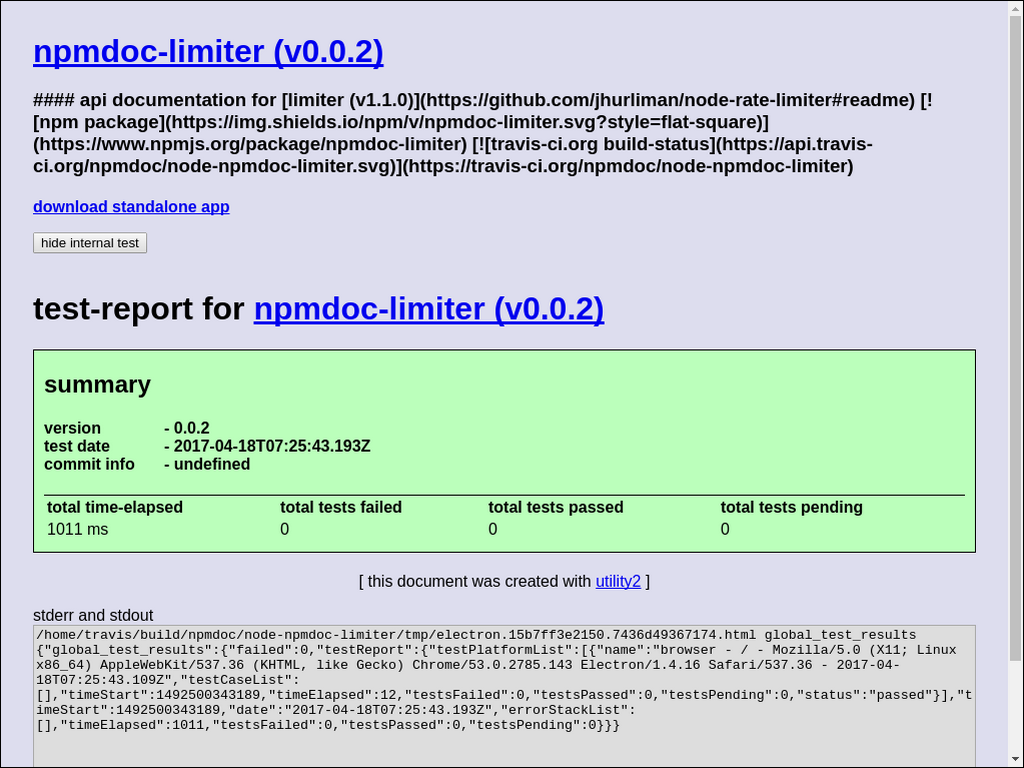 npmdoc-limiter (v0.0.2)
#### api documentation for [limiter (v1.1.0)](https://github.com/jhurliman/node-rate-limiter#readme) [!
[npm package](https://img.shields.io/npm/v/npmdoc-limiter.svg?style=flat-square)]
(https://www.npmjs.org/package/npmdoc-limiter) [![travis-ci.org build-status](https://api.travis-
ci.org/npmdoc/node-npmdoc-limiter.svg)](https://travis-ci.org/npmdoc/node-npmdoc-limiter)
download standalone app
hide internal test
test-report for npmdoc-limiter (v0.0.2)
summary
version - 0.0.2
test date - 2017-04-18T07:25:43.193Z
commit info - undefined
total time-elapsed total tests failed total tests passed total tests pending
1011 ms 0 0 0
[ this document was created with utility2 ]
stderr and stdout
/home/travis/build/npmdoc/node-npmdoc-limiter/tmp/electron.15b7ff3e2150.7436d49367174.html global_test_results
{"global_test_results":{"failed":0,"testReport":{"testPlatformList":[{"name":"browser - / - Mozilla/5.0 (X11; Linux
x86_64) AppleWebKit/537.36 (KHTML, like Gecko) Chrome/53.0.2785.143 Electron/1.4.16 Safari/537.36 - 2017-04-
18T07:25:43.109Z","testCaseList":
[],"timeStart":1492500343189,"timeElapsed":12,"testsFailed":0,"testsPassed":0,"testsPending":0,"status":"passed"}],"t
imeStart":1492500343189,"date":"2017-04-18T07:25:43.193Z","errorStackList":
[],"timeElapsed":1011,"testsFailed":0,"testsPassed":0,"testsPending":0}}}